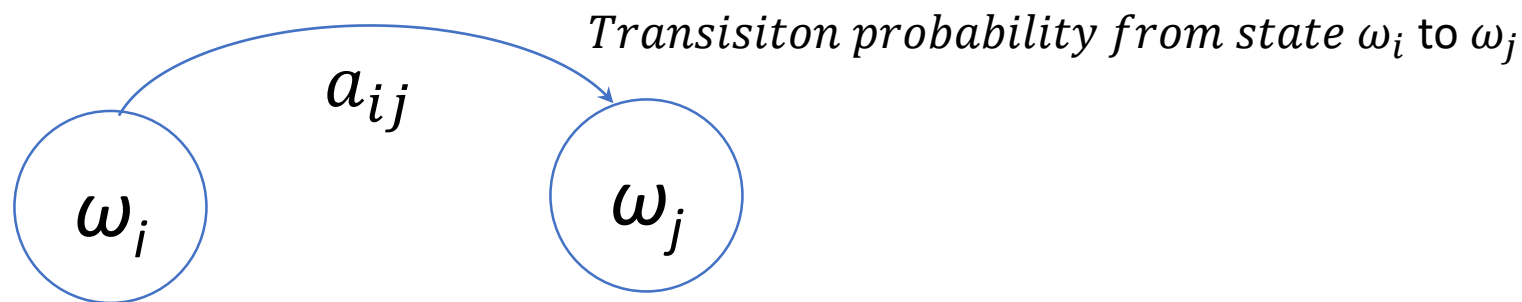 Transisiton probability from state ωᵢ to ωⱼ
aᵢⱼ
ωᵢ
ωⱼ